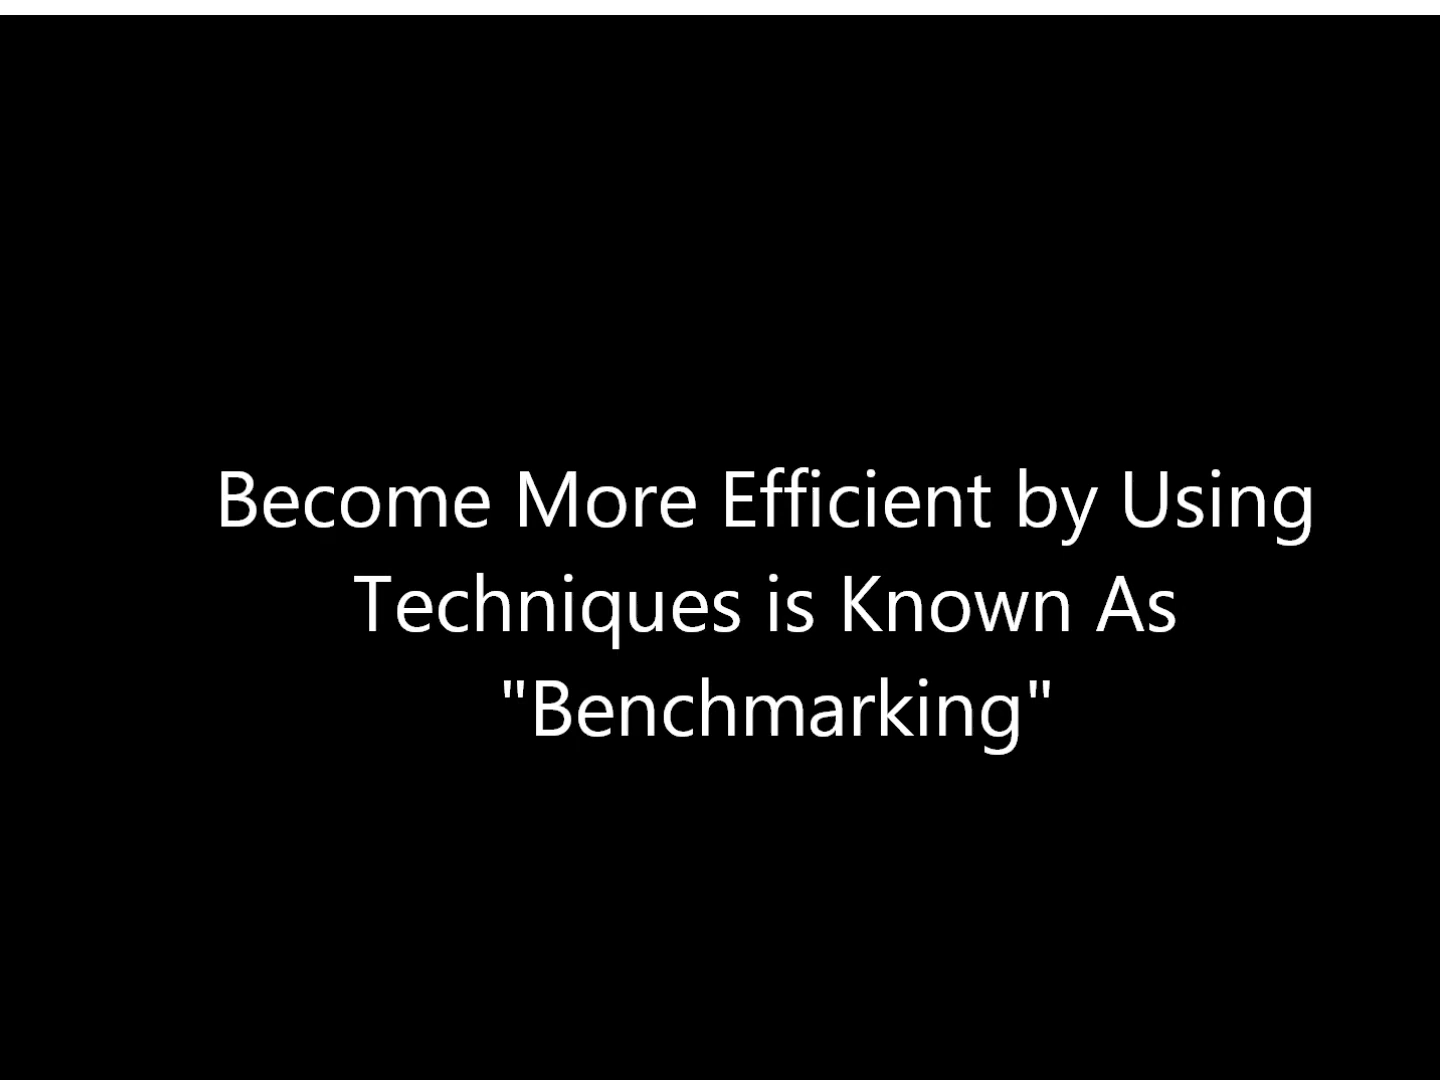 Become More Efficient by Using
Techniques is Known As
"Benchmarking"